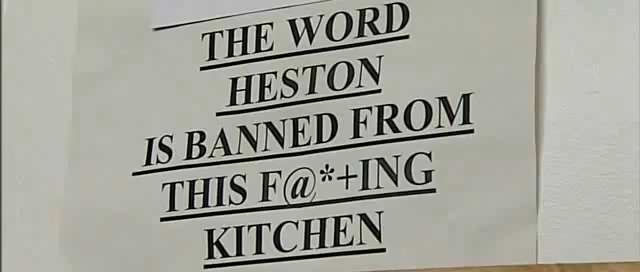 THE WORD
HESTON
IS BANNED FROM
THIS F@*+ING
KITCHEN